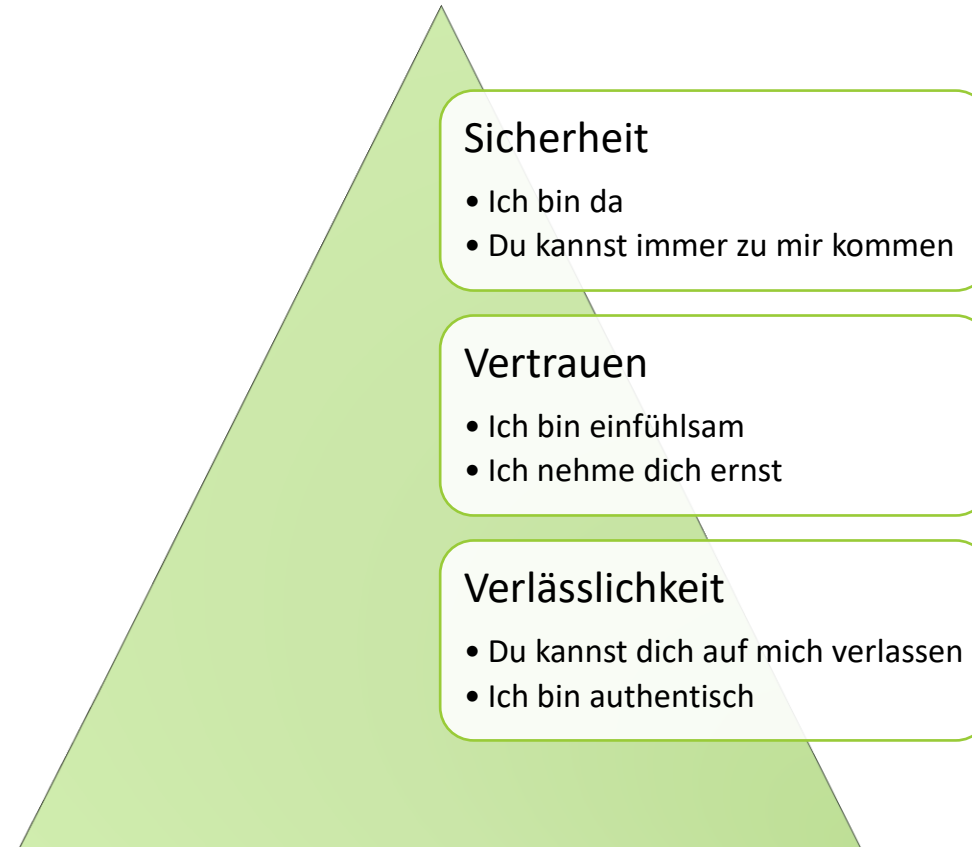 Sicherheit
• Ich bin da
• Du kannst immer zu mir kommen
Vertrauen
• Ich bin einfühlsam
• Ich nehme dich ernst
Verlässlichkeit
• Du kannst dich auf mich verlassen
• Ich bin authentisch